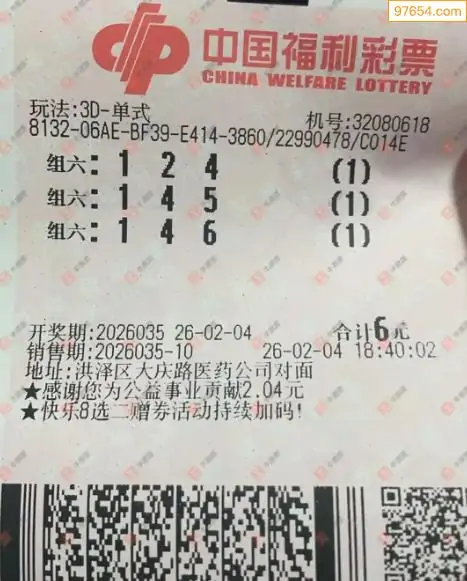 97654.com
中国福利彩票
CHINA WELFARE LOTTERY
玩法:3D-单式 机号:32080618
8132-06AE-BF39-E414-3860/22990478/C014E
组六: 1 2 4 (1)
组六: 1 4 5 (1)
组六: 1 4 6 (1)
开奖期:2026035 26-02-04 合计6元
销售期:2026035-10 26-02-04 18:40:02
地址:洪泽区大庆路医药公司对面
★感谢您为公益事业贡献2.04元
★快乐8选二赠券活动持续加码!